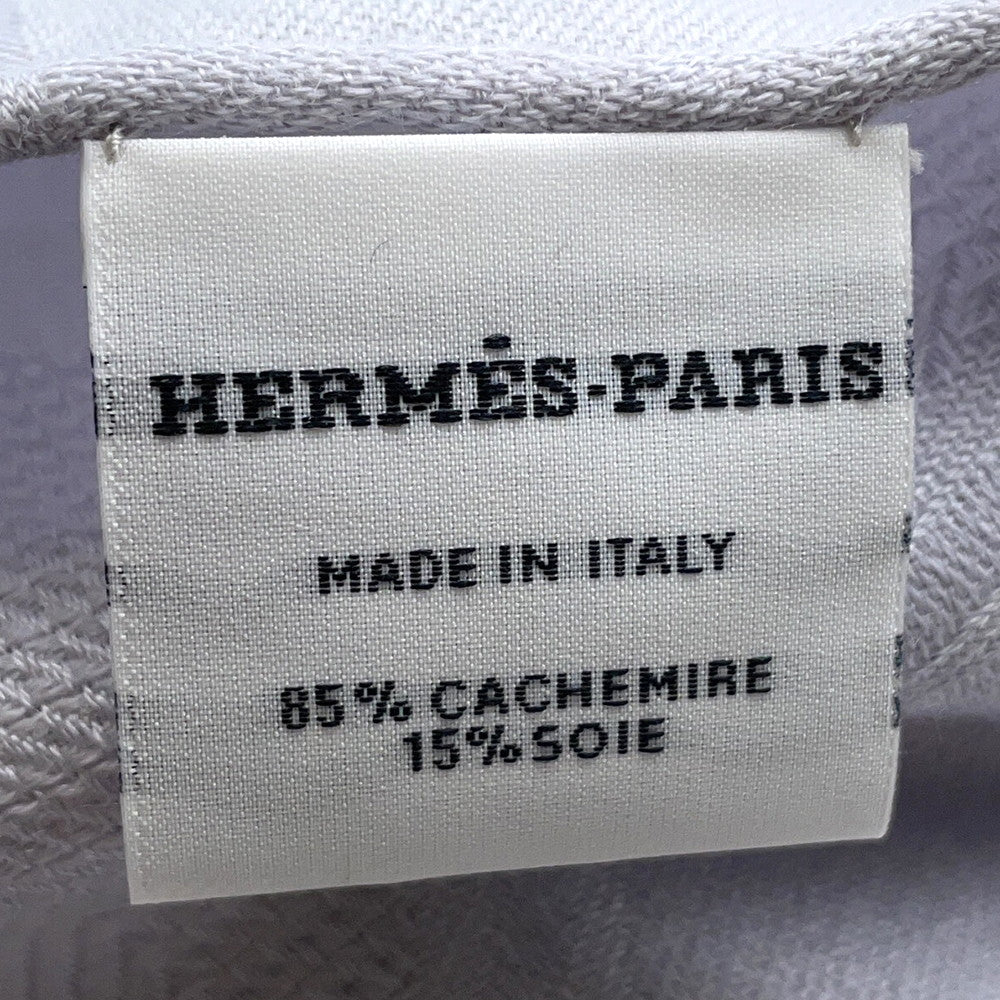 HERMÈS-PARIS
MADE IN ITALY
85% CACHEMIRE
15% SOIE